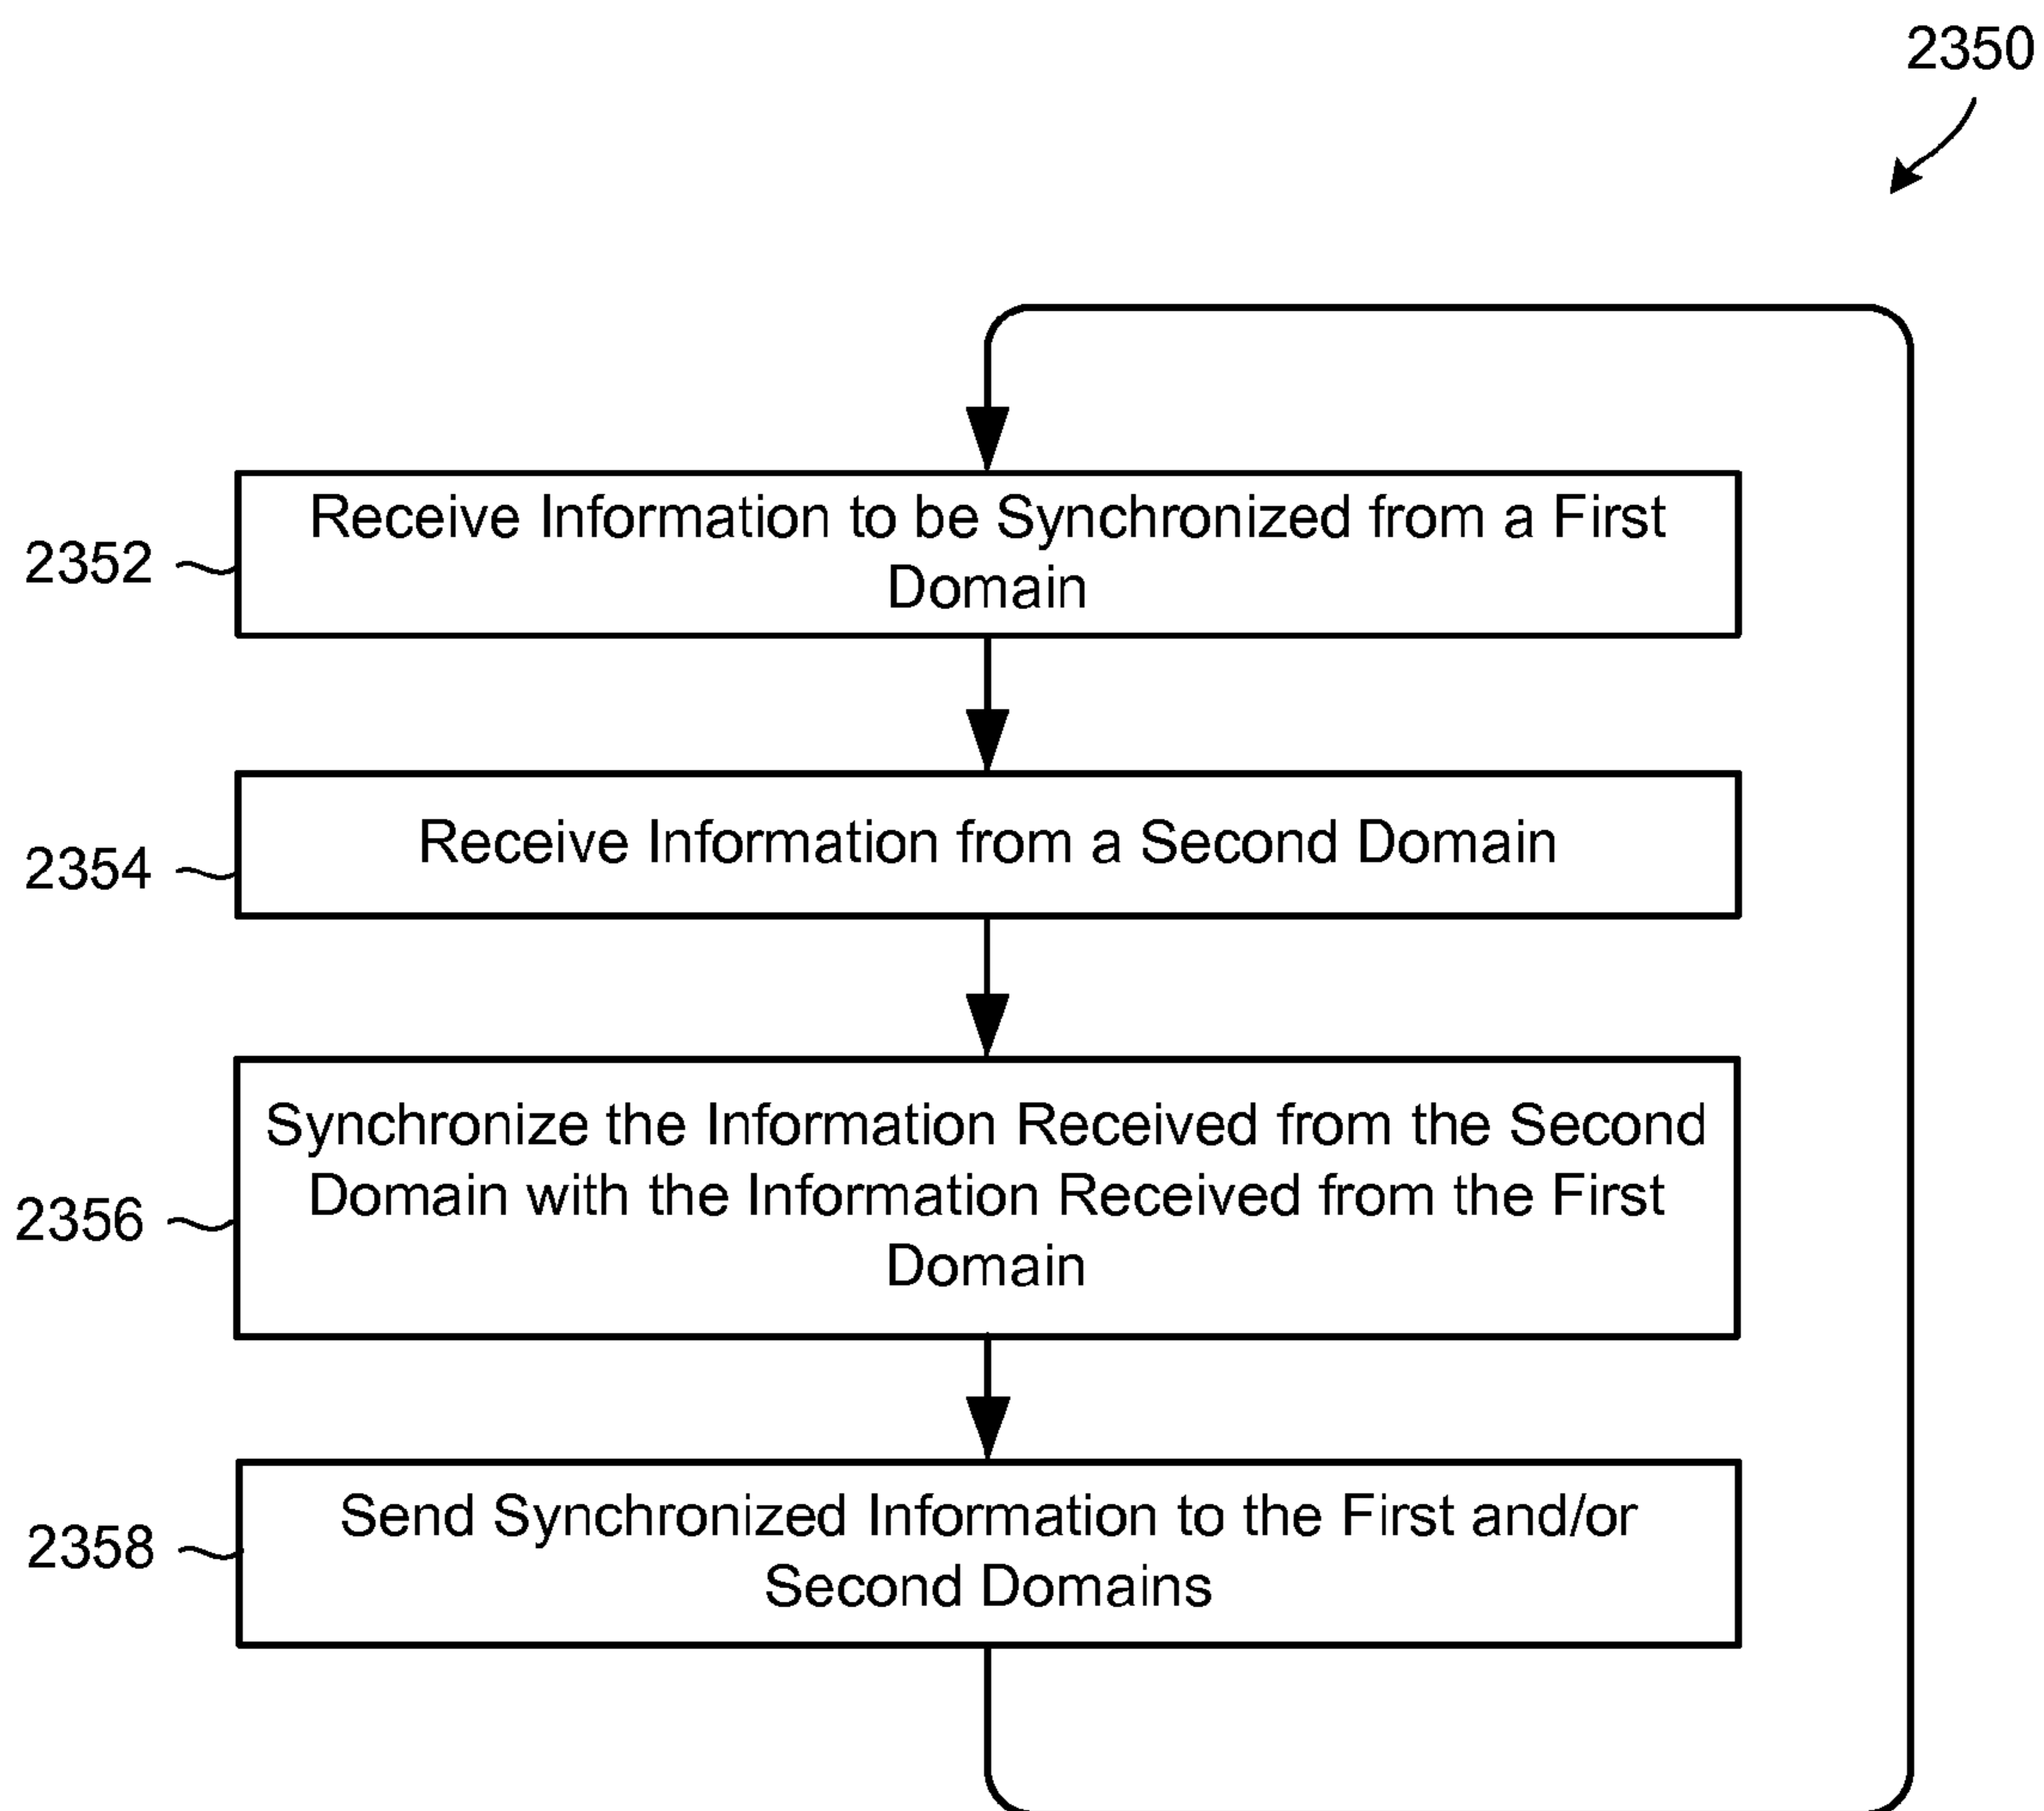 2350
2352
Receive Information to be Synchronized from a First
Domain
2354
Receive Information from a Second Domain
2356
Synchronize the Information Received from the Second
Domain with the Information Received from the First
Domain
2358
Send Synchronized Information to the First and/or
Second Domains